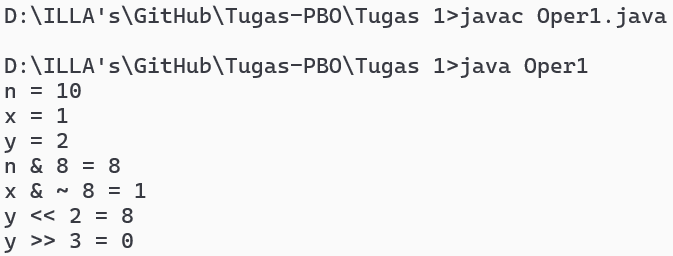 D:\ILLA's\GitHub\Tugas-PBO\Tugas 1>javac Oper1.java
D:\ILLA's\GitHub\Tugas-PBO\Tugas 1>java Oper1
n = 10
x = 1
y = 2
n & 8 = 8
x & ~ 8 = 1
y << 2 = 8
y >> 3 = 0